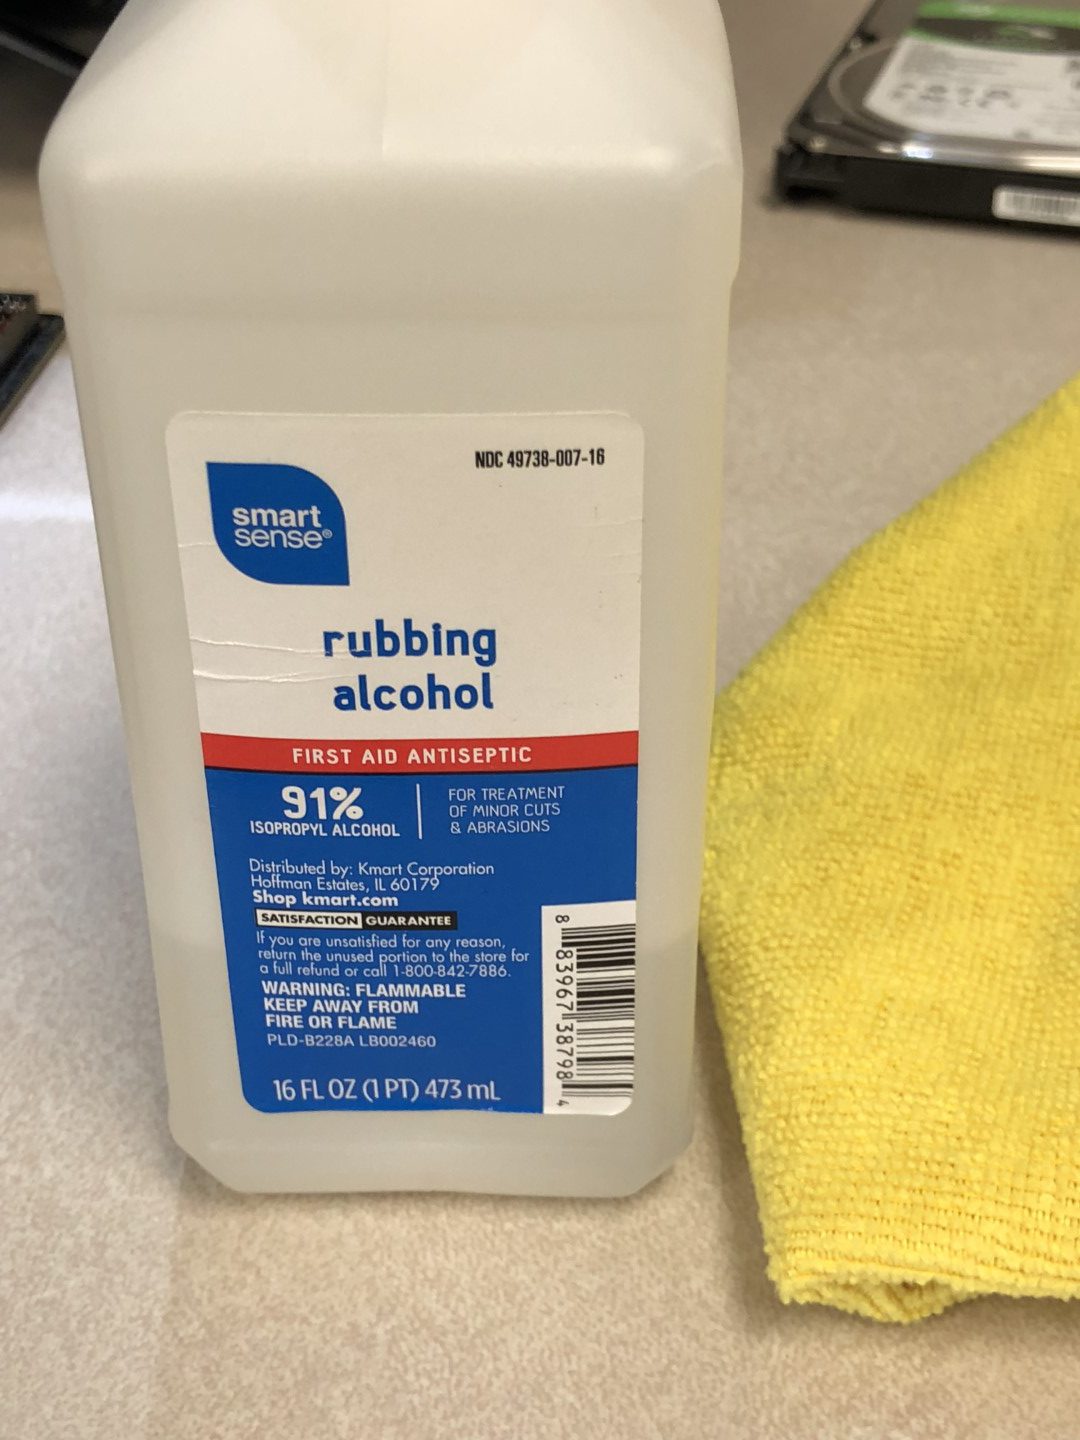 NDC 49738-007-16
smart
sense®
rubbing
alcohol
FIRST AID ANTISEPTIC
91%
ISOPROPYL ALCOHOL
FOR TREATMENT
OF MINOR CUTS
& ABRASIONS
Distributed by: Kmart Corporation
Hoffman Estates, IL 60179
Shop kmart.com
SATISFACTION GUARANTEE
If you are unsatisfied for any reason,
return the unused portion to the store for
a full refund or call 1-800-842-7886.
WARNING: FLAMMABLE
KEEP AWAY FROM
FIRE OR FLAME
PLD-B228A LB002460
16 FL OZ (1 PT) 473 mL
8 83967 38798 4